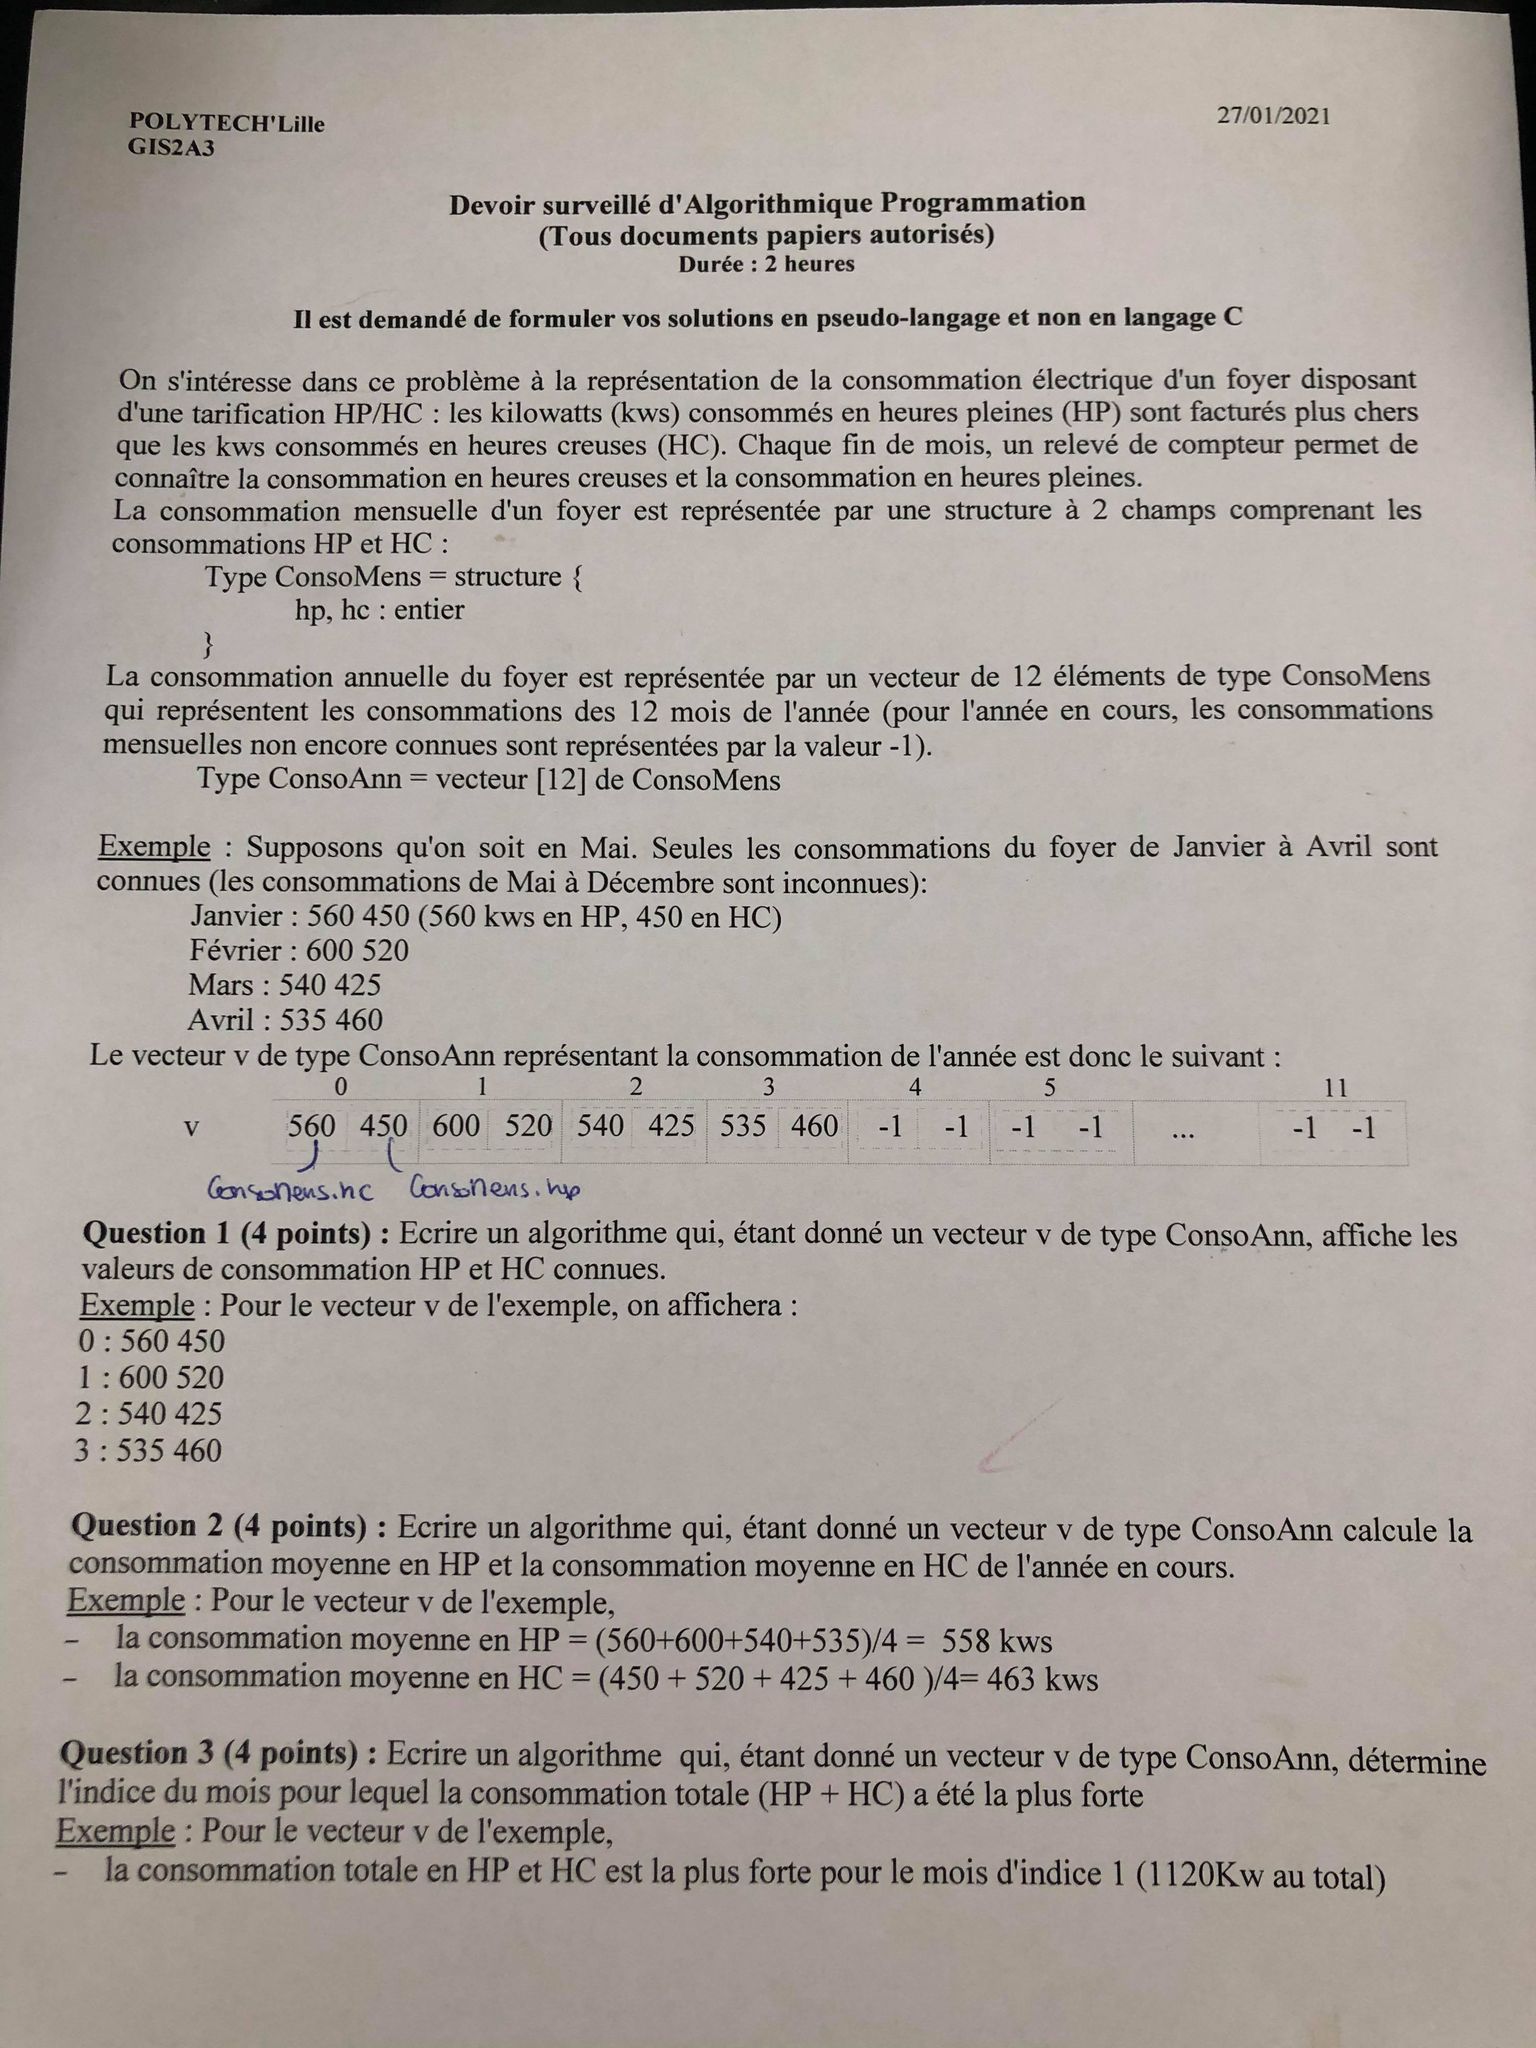 POLYTECH'Lille
27/01/2021
GIS2A3
Devoir surveillé d'Algorithmique Programmation
(Tous documents papiers autorisés)
Durée : 2 heures
Il est demandé de formuler vos solutions en pseudo-langage et non en langage C
On s'intéresse dans ce problème à la représentation de la consommation électrique d'un foyer disposant
d'une tarification HP/HC : les kilowatts (kws) consommés en heures pleines (HP) sont facturés plus chers
que les kws consommés en heures creuses (HC). Chaque fin de mois, un relevé de compteur permet de
connaître la consommation en heures creuses et la consommation en heures pleines.
La consommation mensuelle d'un foyer est représentée par une structure à 2 champs comprenant les
consommations HP et HC :
Type ConsoMens = structure {
hp, hc : entier
}
La consommation annuelle du foyer est représentée par un vecteur de 12 éléments de type ConsoMens
qui représentent les consommations des 12 mois de l'année (pour l'année en cours, les consommations
mensuelles non encore connues sont représentées par la valeur -1).
Type ConsoAnn = vecteur [12] de ConsoMens
Exemple : Supposons qu'on soit en Mai. Seules les consommations du foyer de Janvier à Avril sont
connues (les consommations de Mai à Décembre sont inconnues):
Janvier : 560 450 (560 kws en HP, 450 en HC)
Février : 600 520
Mars : 540 425
Avril : 535 460
Le vecteur v de type ConsoAnn représentant la consommation de l'année est donc le suivant :
0 1 2 3 4 5 11
v 560 450 600 520 540 425 535 460 -1 -1 -1 -1 ... -1 -1
ConsoMens.hc ConsoMens.hp
Question 1 (4 points) : Ecrire un algorithme qui, étant donné un vecteur v de type ConsoAnn, affiche les
valeurs de consommation HP et HC connues.
Exemple : Pour le vecteur v de l'exemple, on affichera :
0 : 560 450
1 : 600 520
2 : 540 425
3 : 535 460
Question 2 (4 points) : Ecrire un algorithme qui, étant donné un vecteur v de type ConsoAnn calcule la
consommation moyenne en HP et la consommation moyenne en HC de l'année en cours.
Exemple : Pour le vecteur v de l'exemple,
- la consommation moyenne en HP = (560+600+540+535)/4 = 558 kws
- la consommation moyenne en HC = (450 + 520 + 425 + 460 )/4= 463 kws
Question 3 (4 points) : Ecrire un algorithme qui, étant donné un vecteur v de type ConsoAnn, détermine
l'indice du mois pour lequel la consommation totale (HP + HC) a été la plus forte
Exemple : Pour le vecteur v de l'exemple,
- la consommation totale en HP et HC est la plus forte pour le mois d'indice 1 (1120Kw au total)